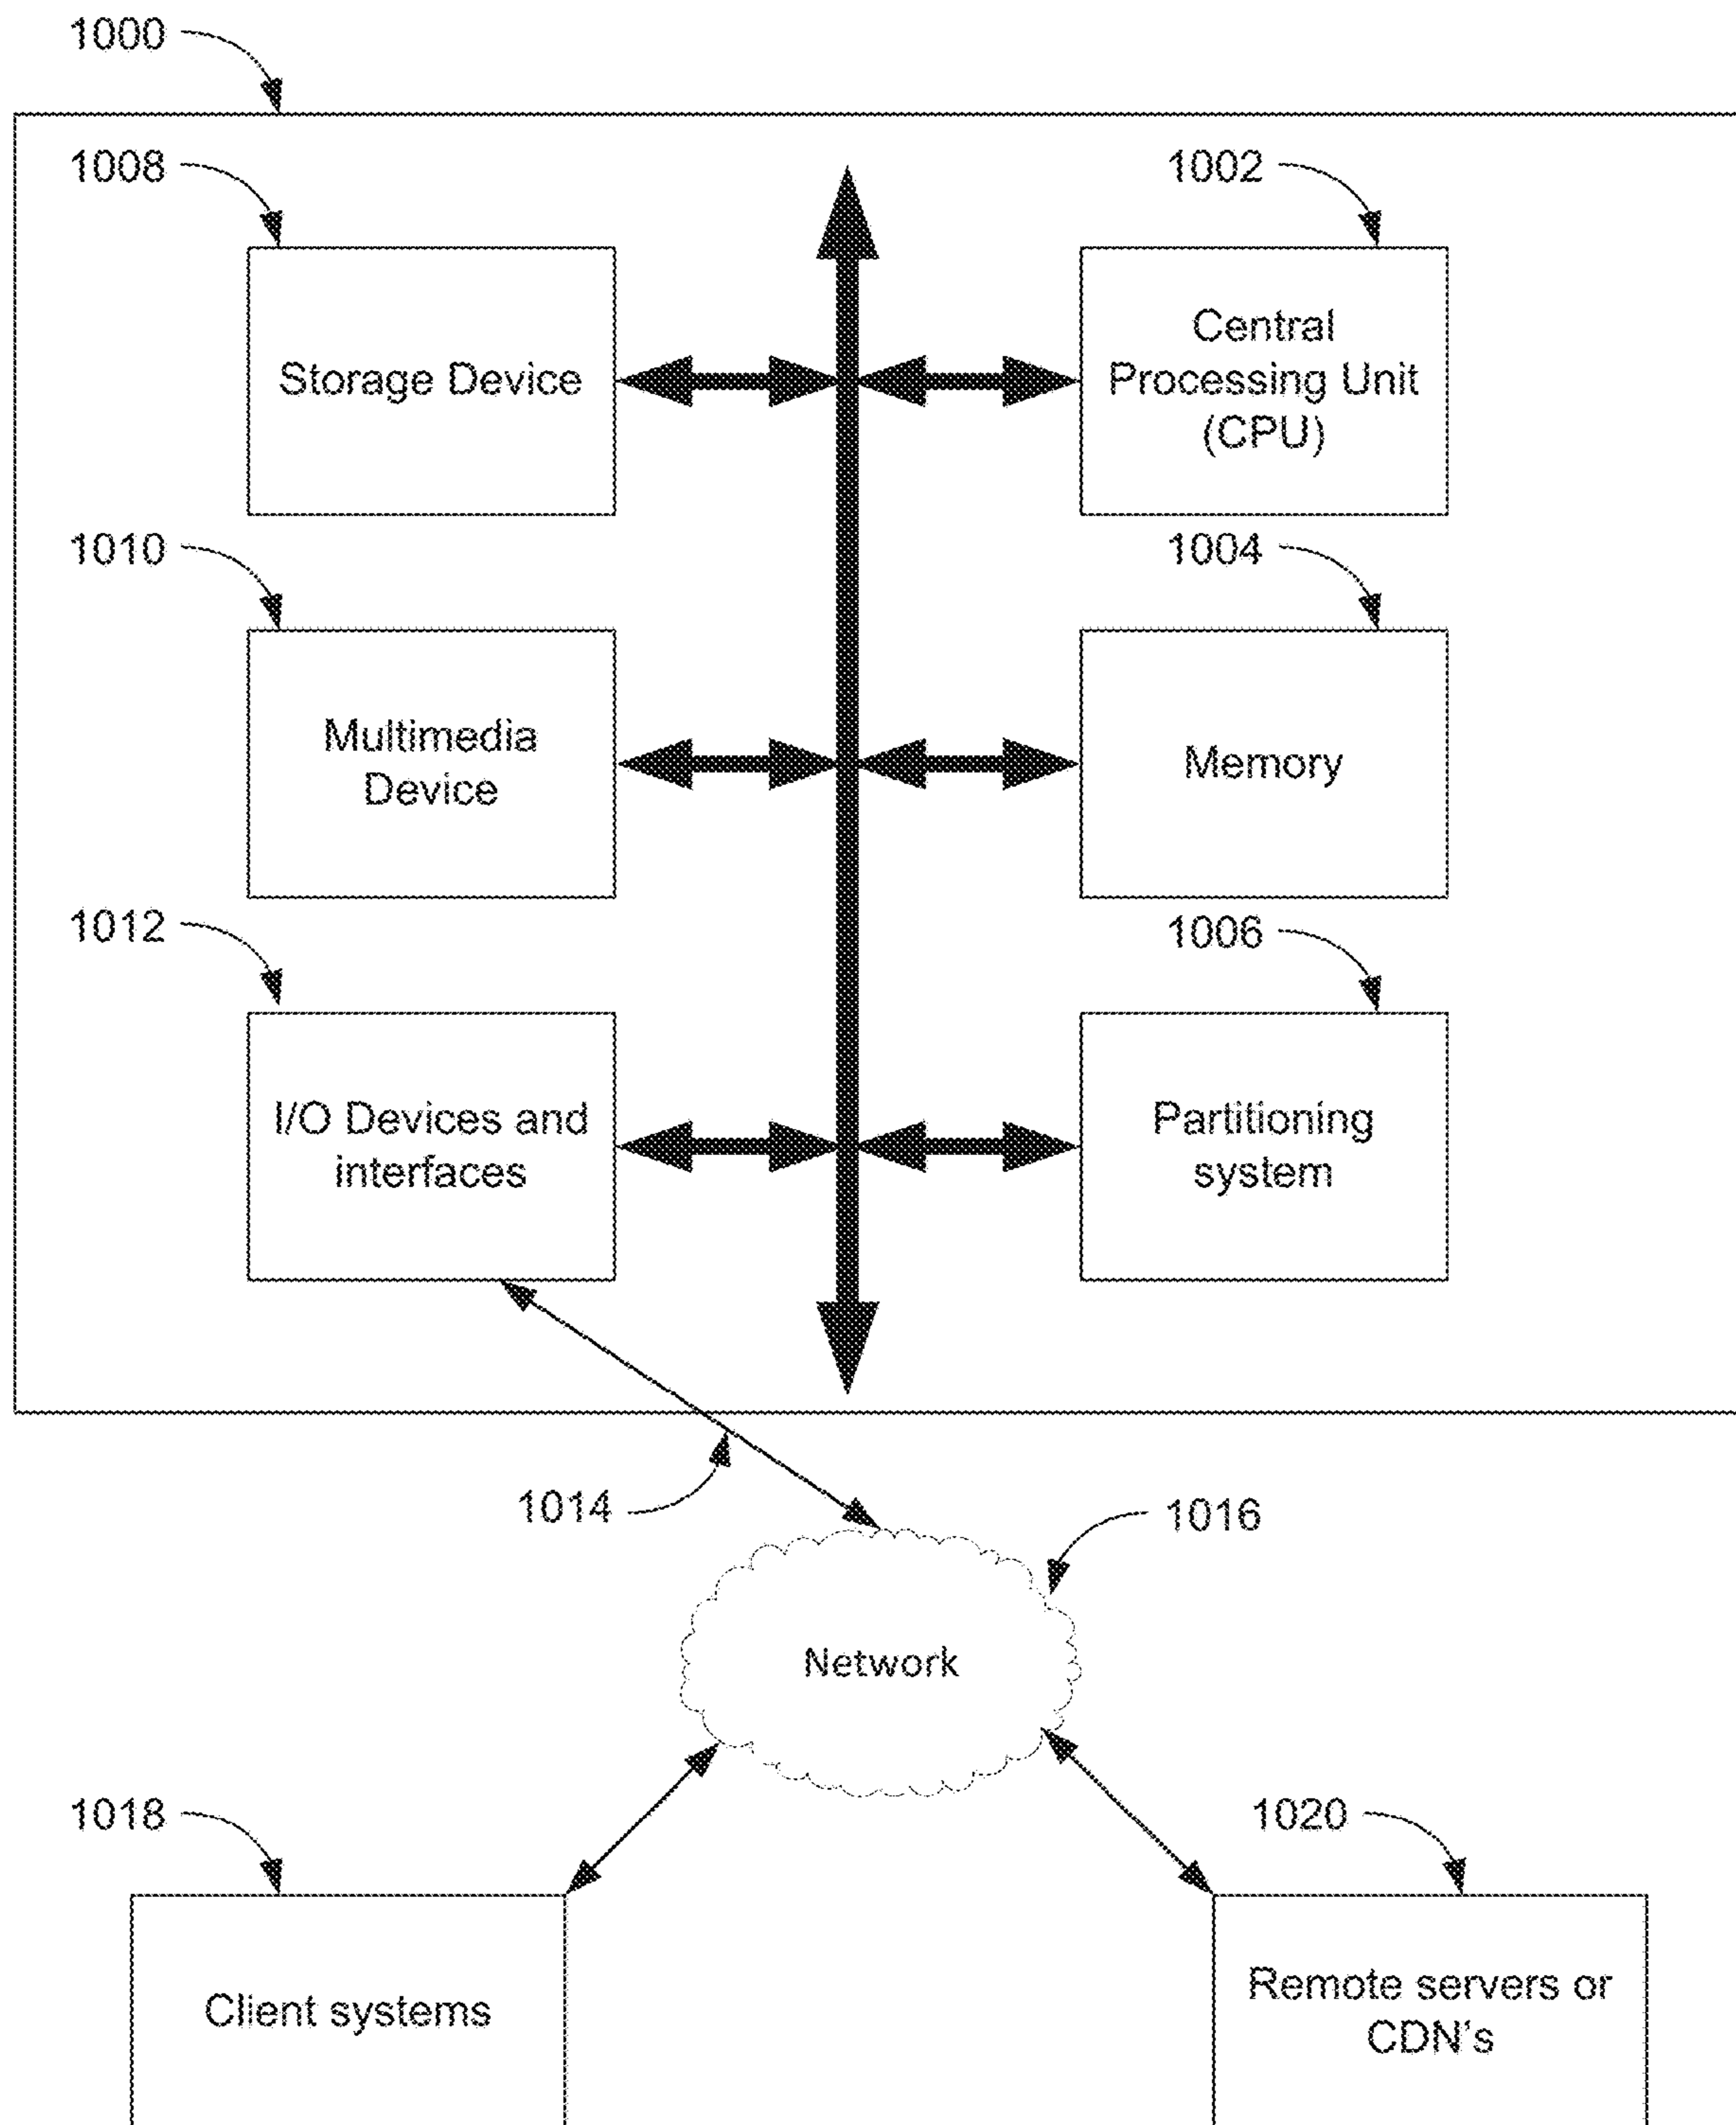 1000
1008
1002
Storage Device
Central
Processing Unit
(CPU)
1010
1004
Multimedia
Device
Memory
1012
1006
I/O Devices and
interfaces
Partitioning
system
1014
1016
Network
1018
1020
Client systems
Remote servers or
CDN's